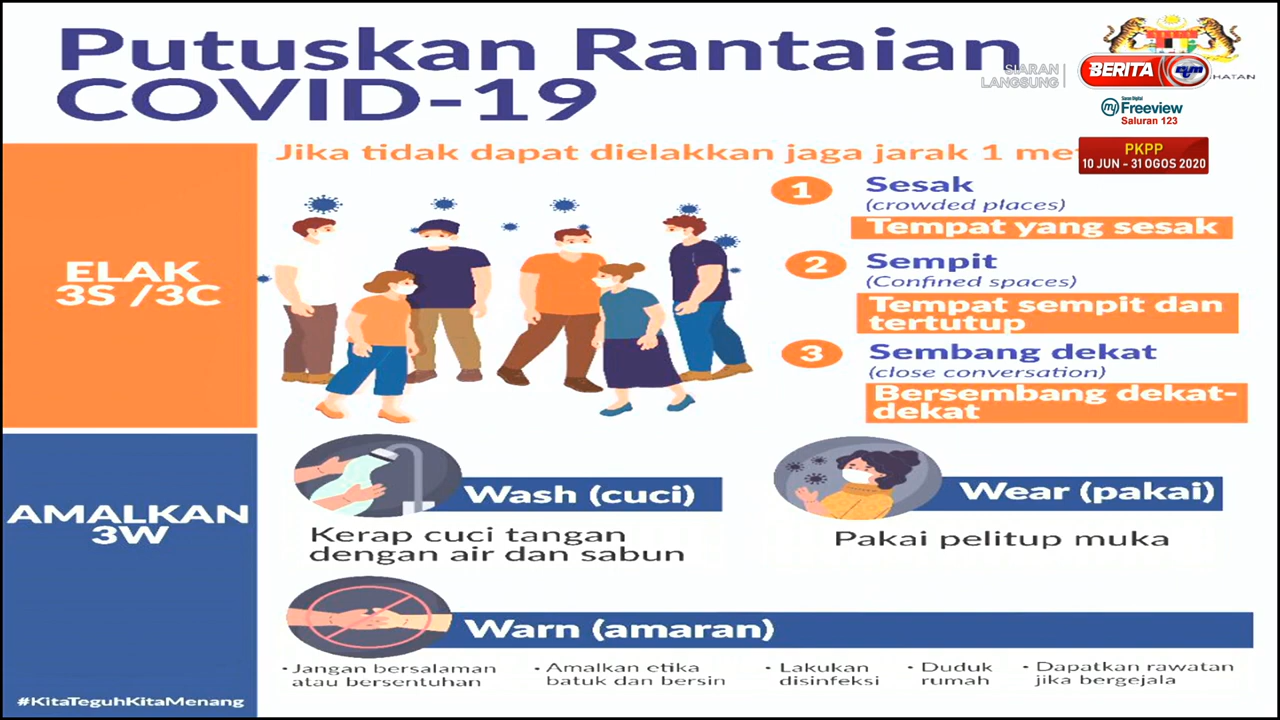 Putuskan Rantaian
COVID-19
SIARAN
LANGSUNG
BERITA
HATAN
my Freeview
Saluran 123
PKPP
10 JUN - 31 OGOS 2020
Jika tidak dapat dielakkan jaga jarak 1 me
ELAK
3S /3C
1
Sesak
(crowded places)
Tempat yang sesak
2
Sempit
(Confined spaces)
Tempat sempit dan
tertutup
3
Sembang dekat
(close conversation)
Bersembang dekat-
dekat
AMALKAN
3W
Wash (cuci)
Kerap cuci tangan
dengan air dan sabun
Wear (pakai)
Pakai pelitup muka
Warn (amaran)
• Jangan bersalaman
atau bersentuhan
• Amalkan etika
batuk dan bersin
• Lakukan
disinfeksi
• Duduk
rumah
• Dapatkan rawatan
jika bergejala
#KitaTeguhKitaMenang